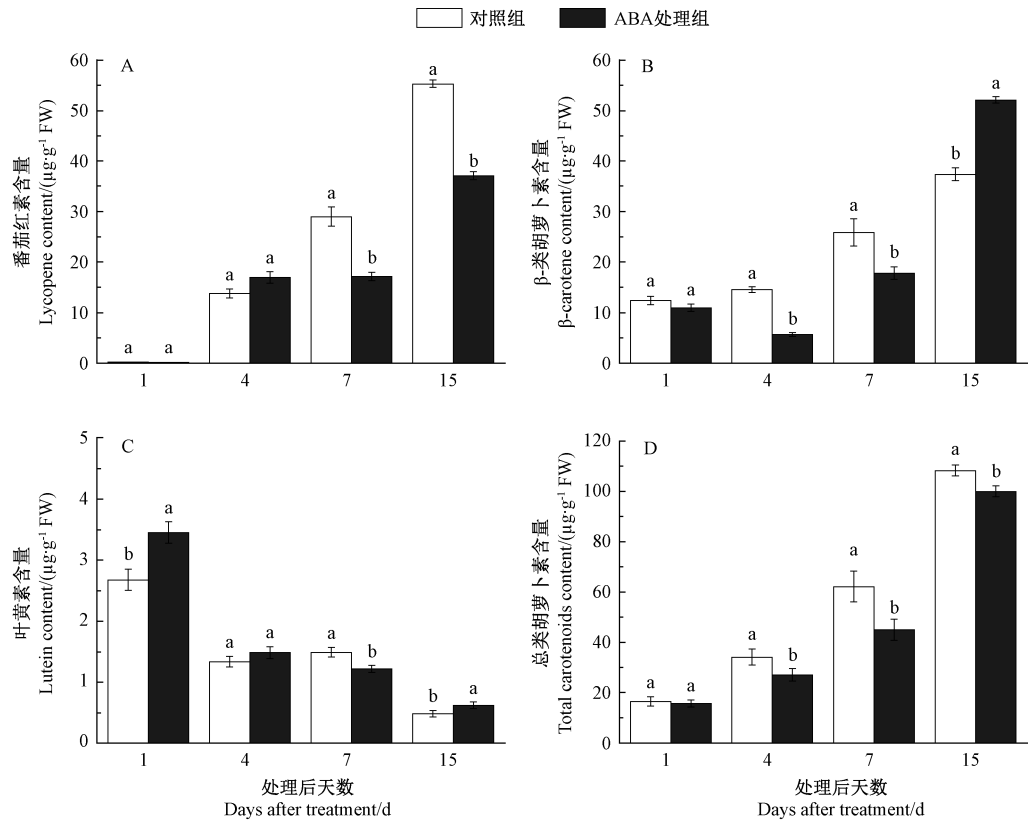 对照组 ABA处理组
A
番茄红素含量
Lycopene content/(μg·g⁻¹ FW)
60
50
40
30
20
10
0
a a
a a
a b
a b
1 4 7 15
B
β-类胡萝卜素含量
β-carotene content/(μg·g⁻¹ FW)
60
50
40
30
20
10
0
a a
a b
a b
b a
1 4 7 15
C
叶黄素含量
Lutein content/(μg·g⁻¹ FW)
5
4
3
2
1
0
b a
a a
a b
b a
1 4 7 15
处理后天数
Days after treatment/d
D
总类胡萝卜素含量
Total carotenoids content/(μg·g⁻¹ FW)
120
100
80
60
40
20
0
a a
a b
a b
a b
1 4 7 15
处理后天数
Days after treatment/d